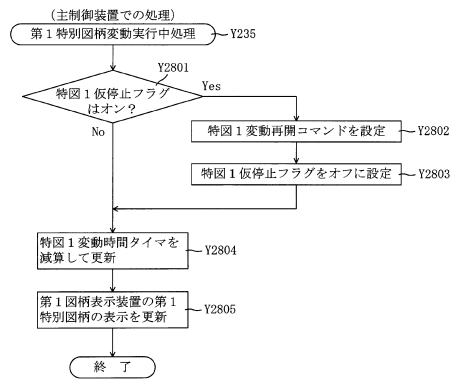 (主制御装置での処理)
第1特別図柄変動実行中処理
Y235
Y2801
特図1仮停止フラグ
はオン?
Yes
No
特図1変動再開コマンドを設定
Y2802
特図1仮停止フラグをオフに設定
Y2803
特図1変動時間タイマを
減算して更新
Y2804
第1図柄表示装置の第1
特別図柄の表示を更新
Y2805
終 了